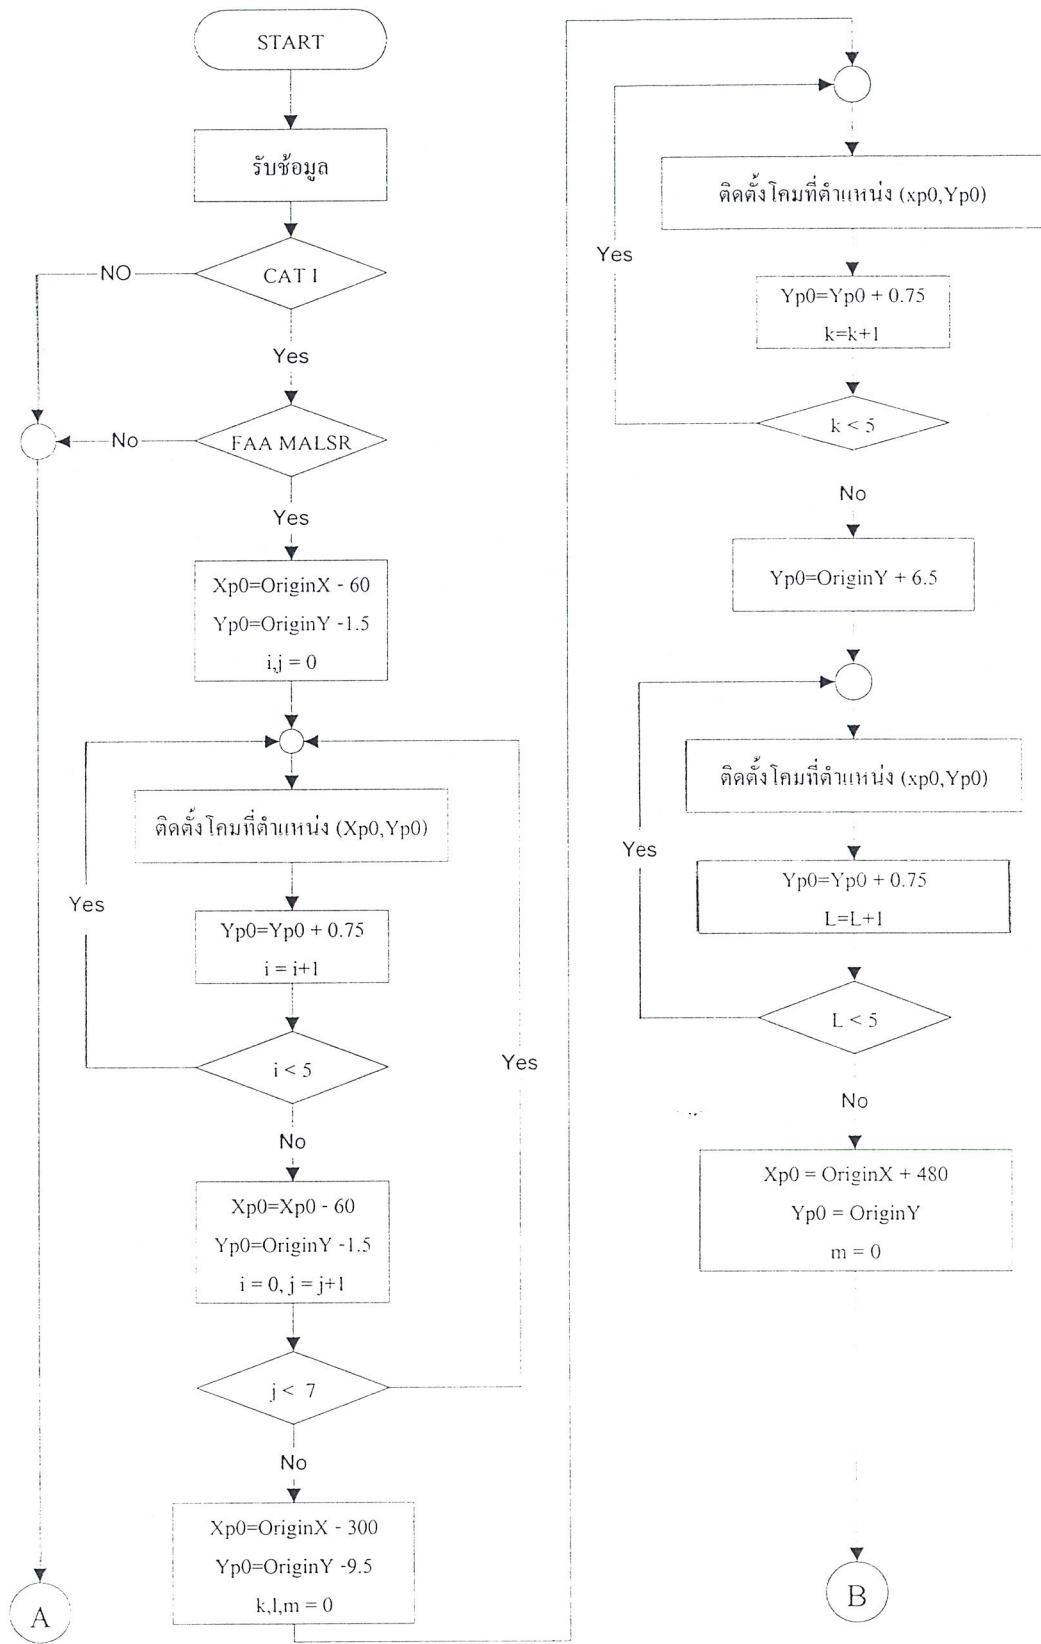 START
รับข้อมูล
CAT I
NO
Yes
FAA MALSR
No
Yes
Xp0=OriginX - 60
Yp0=OriginY -1.5
i,j = 0
ติดตั้งโคมที่ตำแหน่ง (Xp0,Yp0)
Yes
Yp0=Yp0 + 0.75
i = i+1
i < 5
Yes
No
Xp0=Xp0 - 60
Yp0=OriginY -1.5
i = 0, j = j+1
j < 7
No
Xp0=OriginX - 300
Yp0=OriginY -9.5
k,l,m = 0
A
ติดตั้งโคมที่ตำแหน่ง (xp0,Yp0)
Yes
Yp0=Yp0 + 0.75
k=k+1
k < 5
No
Yp0=OriginY + 6.5
ติดตั้งโคมที่ตำแหน่ง (xp0,Yp0)
Yes
Yp0=Yp0 + 0.75
L=L+1
L < 5
No
Xp0 = OriginX + 480
Yp0 = OriginY
m = 0
B